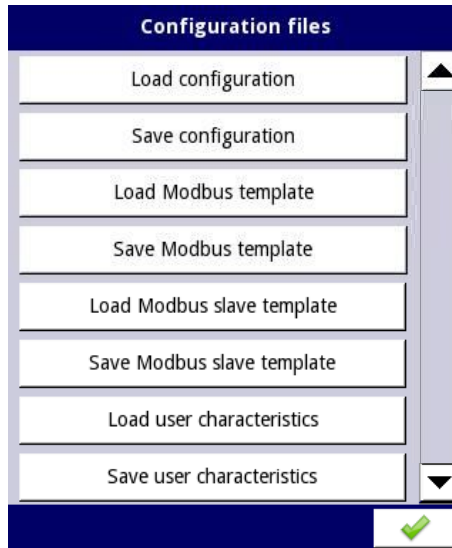 Configuration files
Load configuration
Save configuration
Load Modbus template
Save Modbus template
Load Modbus slave template
Save Modbus slave template
Load user characteristics
Save user characteristics